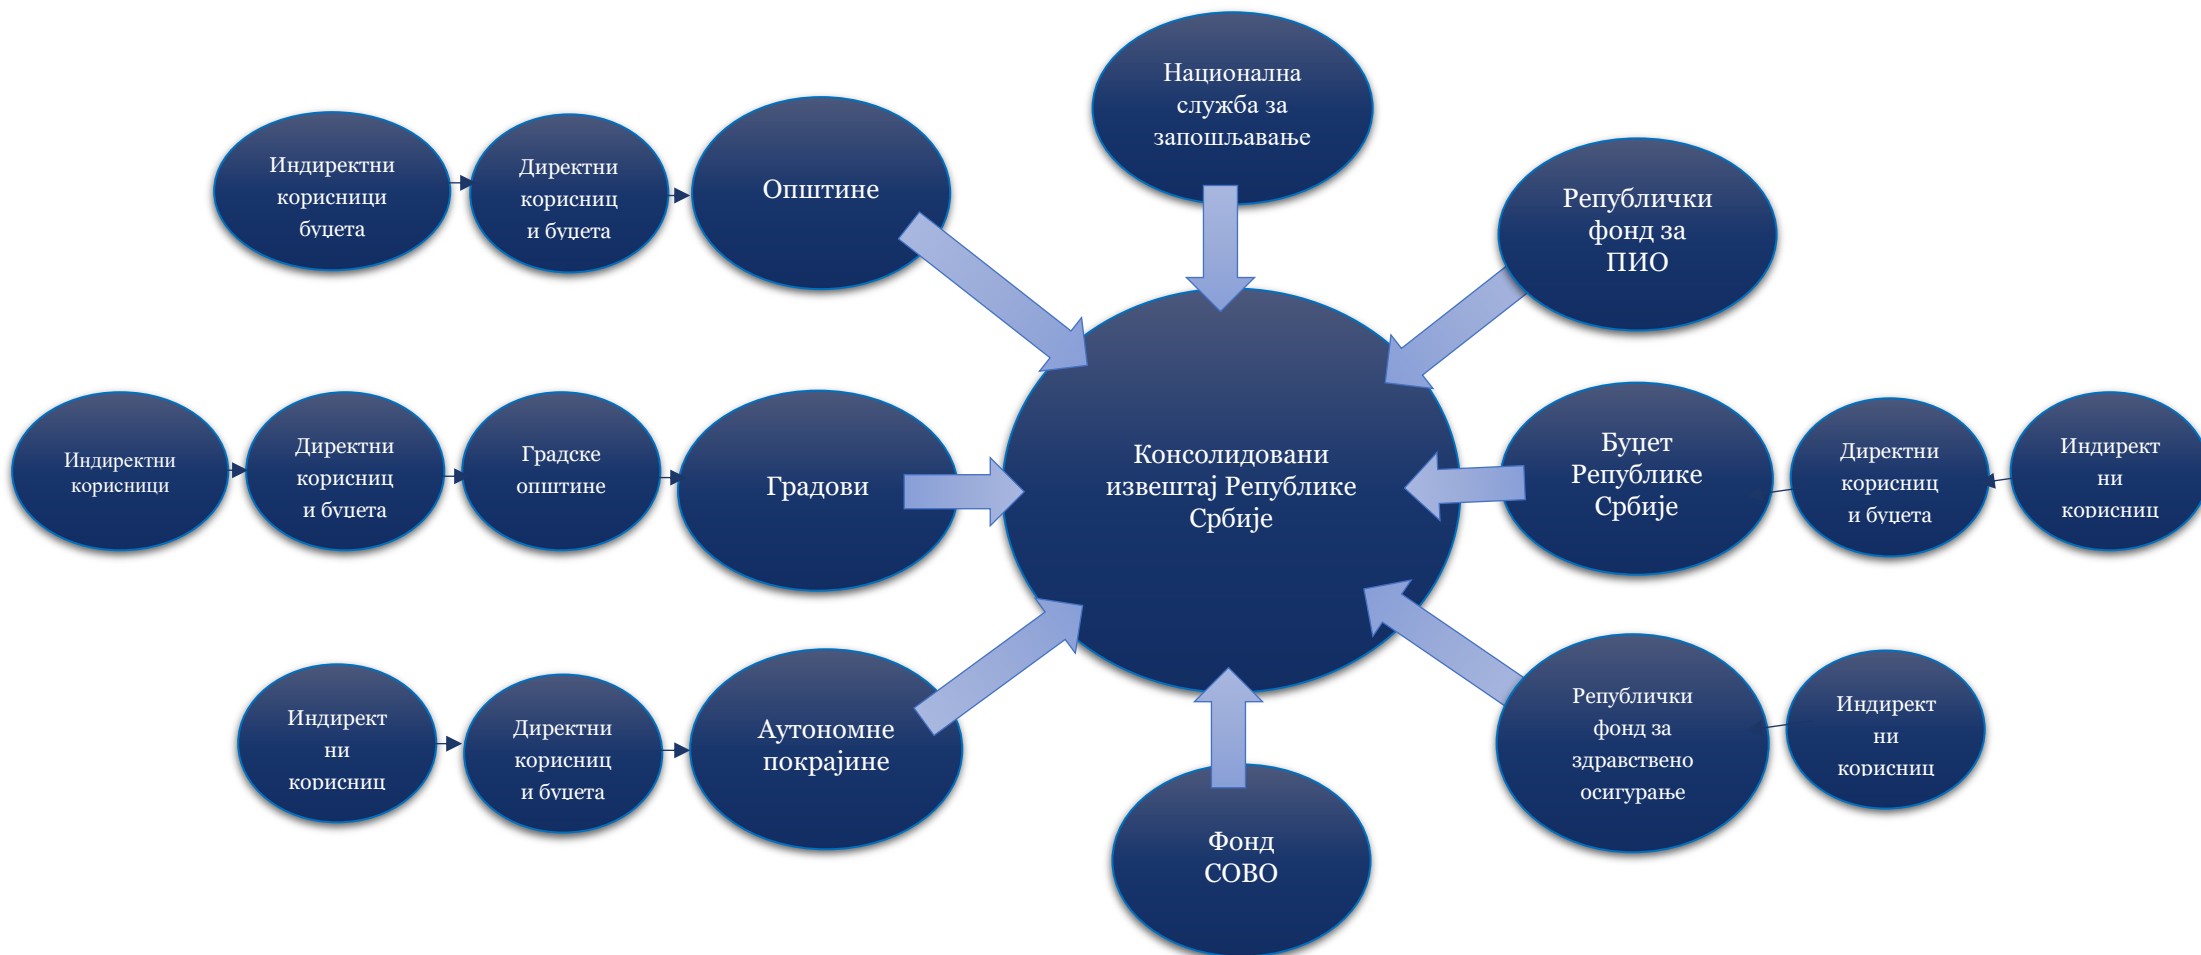 Национална
служба за
запошљавање
Индиректни
корисници
буџета
Директни
корисниц
и буџета
Општине
Републички
фонд за
ПИО
Индиректни
корисници
Директни
корисниц
и буџета
Градске
општине
Градови
Консолидовани
извештај Републике
Србије
Буџет
Републике
Србије
Директни
корисниц
и буџета
Индирект
ни
корисниц
Индирект
ни
корисниц
Директни
корисниц
и буџета
Аутономне
покрајине
Фонд
СОВО
Републички
фонд за
здравствено
осигурање
Индирект
ни
корисниц